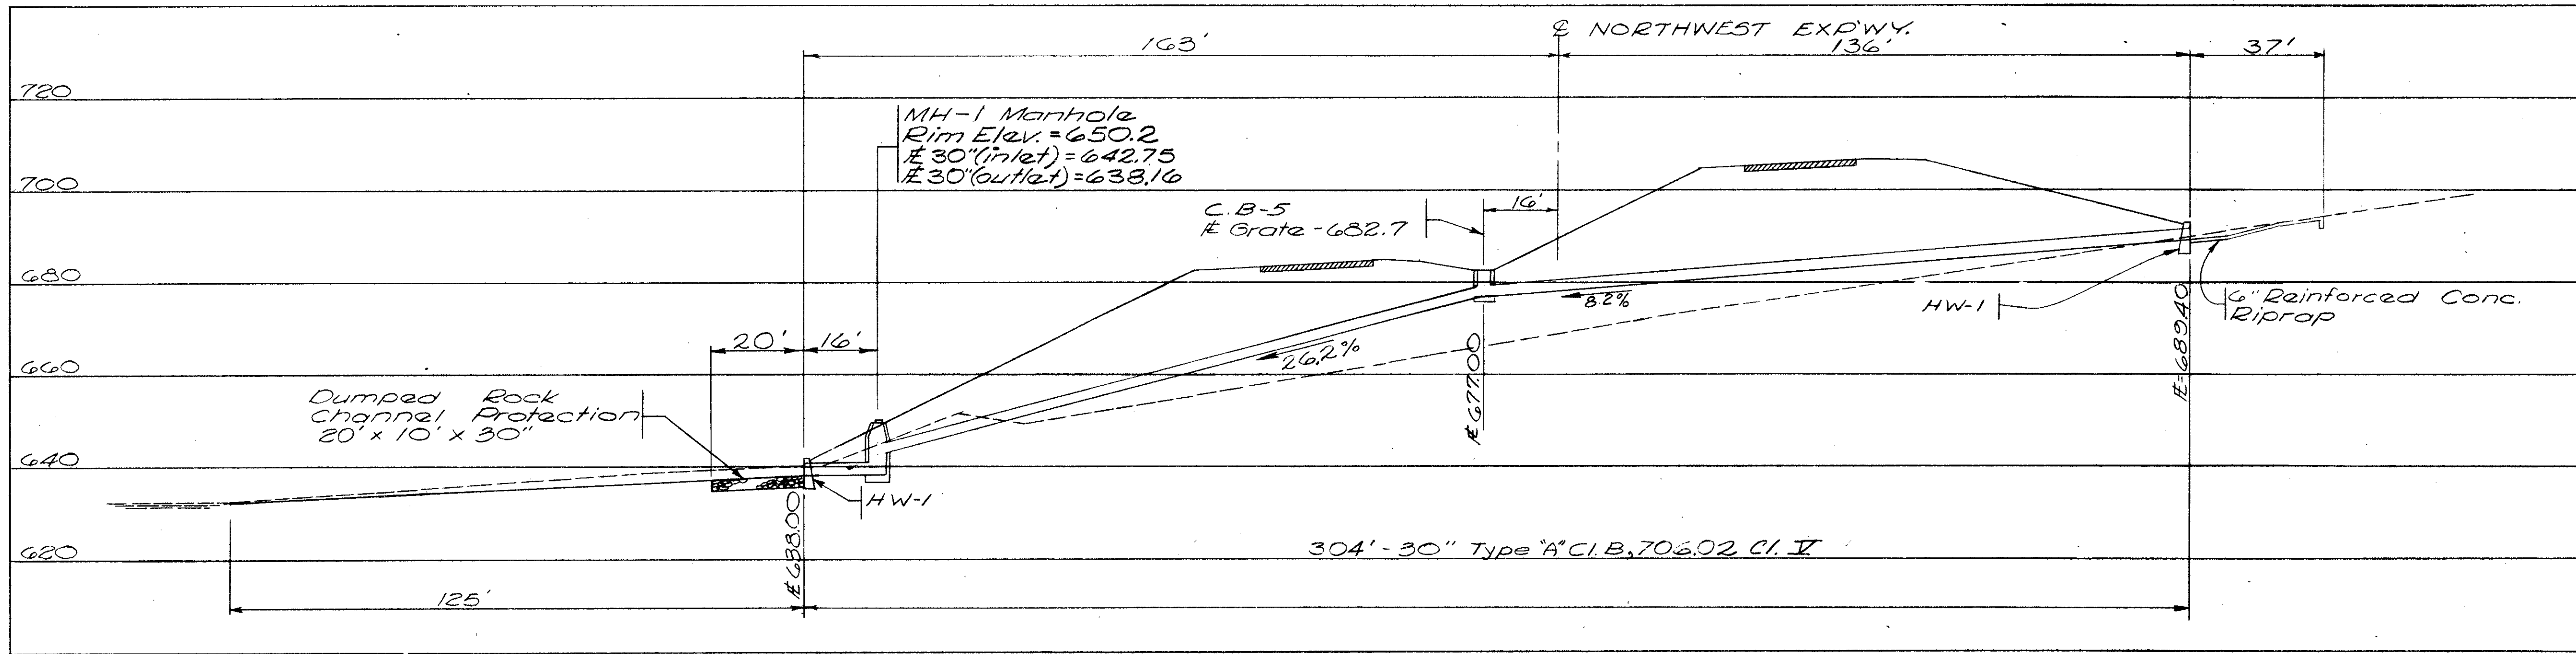 ℄ NORTHWEST EXP'WY.
163'
136'
37'
720
MH-1 Manhole
Rim Elev. = 650.2
℄ 30"(inlet) = 642.75
℄ 30"(outlet) = 638.16
700
C.B-5
℄ Grate - 682.7
16'
680
8.2%
HW-1
6" Reinforced Conc.
Riprap
℄ = 689.40
20'
16'
26.2%
660
Dumped Rock
Channel Protection
20' x 10' x 30"
℄ 677.00
640
HW-1
℄ 638.00
620
304' - 30" Type "A" Cl. B, 706.02 Cl. IV
125'